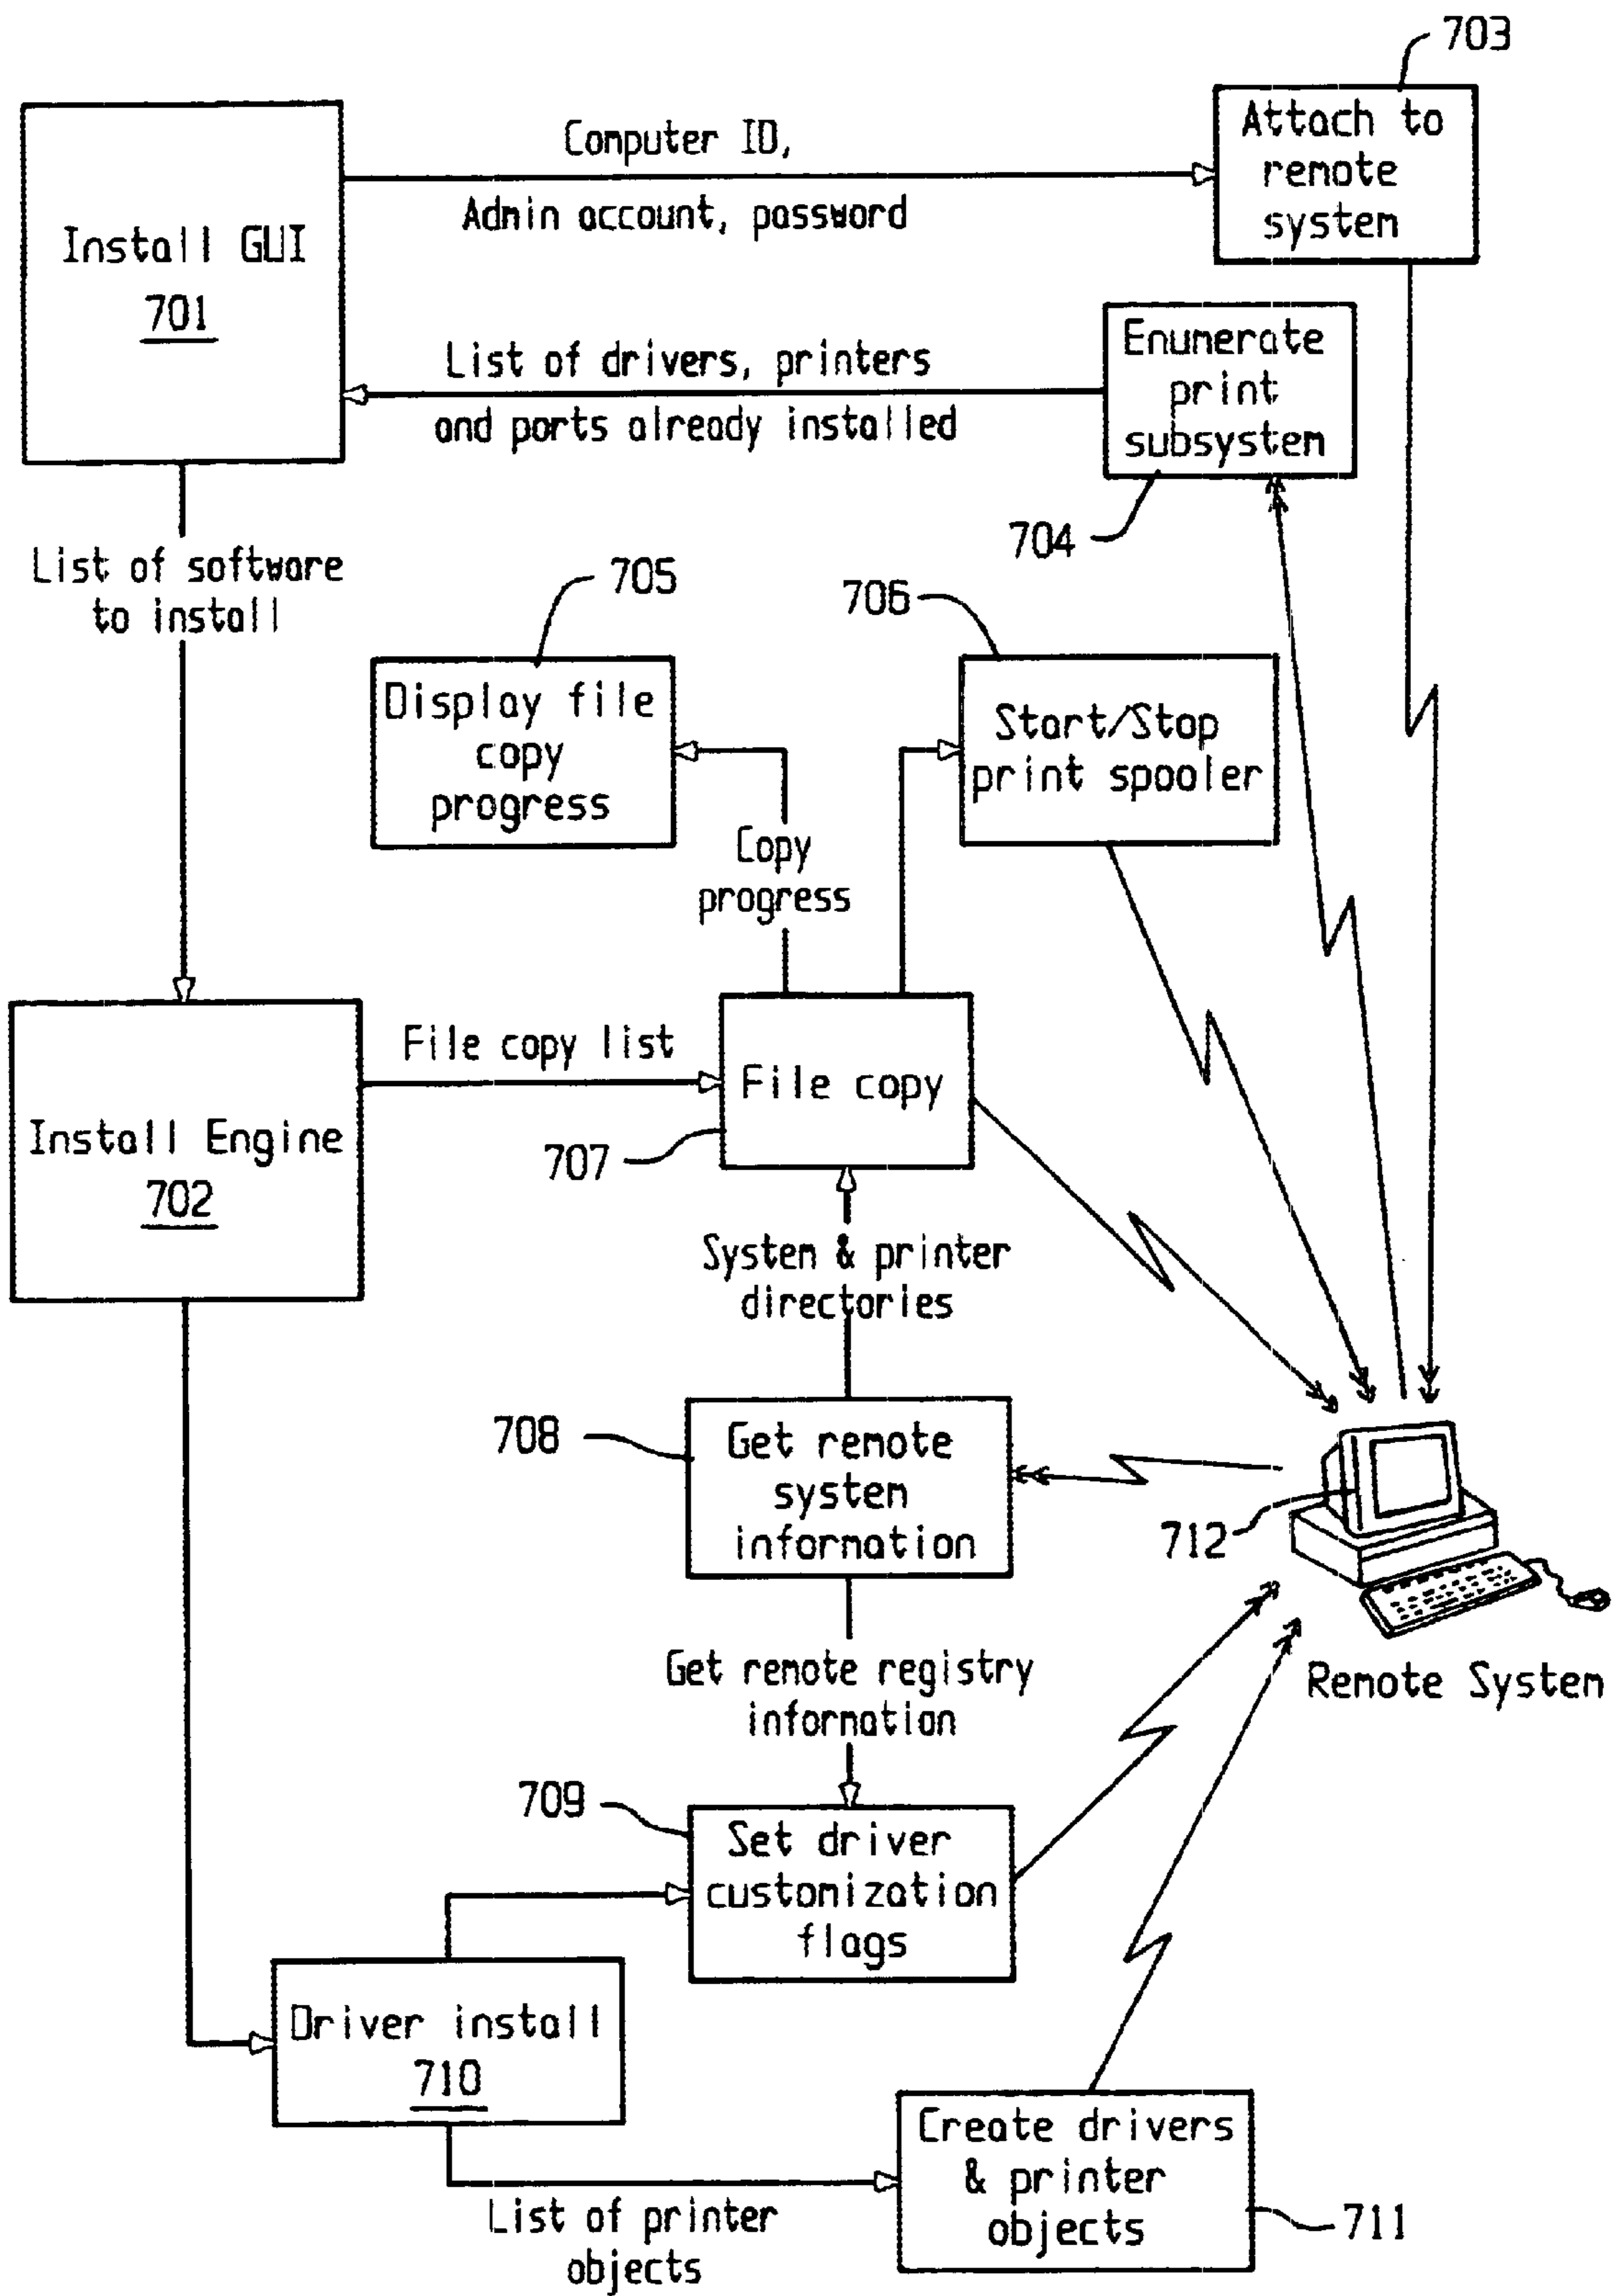 703
Attach to
remote
system
Computer ID,
Admin account, password
Install GUI
701
Enumerate
print
subsystem
704
List of drivers, printers
and ports already installed
List of software
to install
705
Display file
copy
progress
706
Start/Stop
print spooler
Copy
progress
Install Engine
702
File copy list
File copy
707
System & printer
directories
708
Get remote
system
information
712
Remote System
Get remote registry
information
709
Set driver
customization
flags
Driver install
710
List of printer
objects
Create drivers
& printer
objects
711